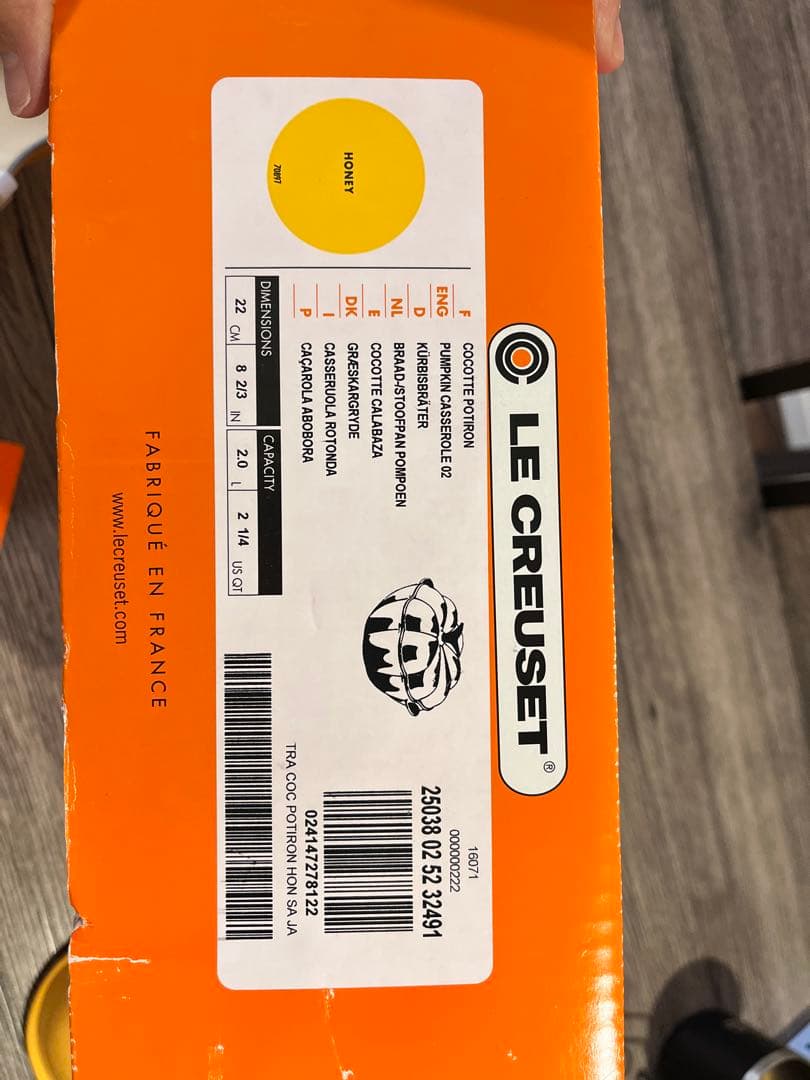 LE CREUSET®
HONEY
70897
F COCOTTE POTIRON
ENG PUMPKIN CASSEROLE 02
D KÜRBISBRÄTER
NL BRAAD-/STOOFPAN POMPOEN
E COCOTTE CALABAZA
DK GRÆSKARGRYDE
I CASSERUOLA ROTONDA
P CAÇAROLA ABOBORA
DIMENSIONS CAPACITY
22 CM 8 2/3 IN 2.0 L 2 1/4 US QT
16071
000000222
25038 02 52 32491
024147278122
TRA COC POTIRON HON SA JA
FABRIQUÉ EN FRANCE
www.lecreuset.com